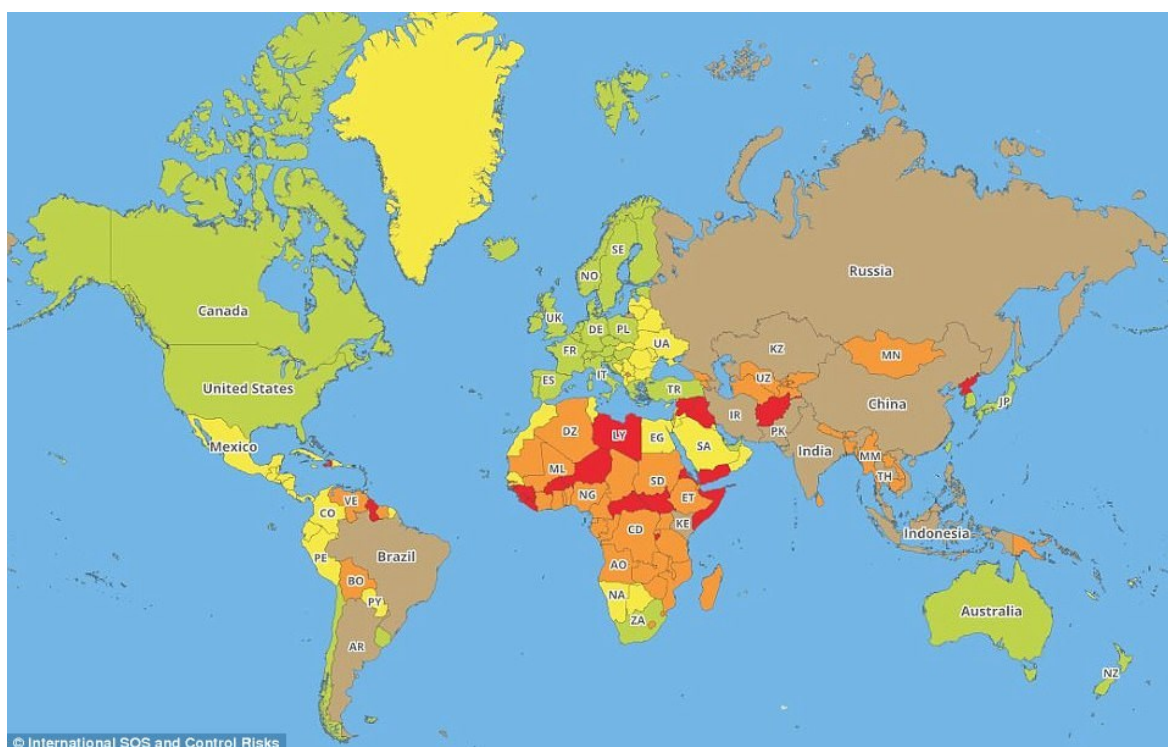 SE
NO
Russia
Canada
UK
DE
PL
UA
KZ
MN
FR
United States
ES
IT
TR
UZ
JP
China
IR
PK
Mexico
DZ
LY
EG
SA
India
MM
TH
ML
SD
NG
ET
VE
CO
KE
CD
Indonesia
Brazil
PE
BO
AO
NA
PY
ZA
Australia
AR
NZ
© International SOS and Control Risks